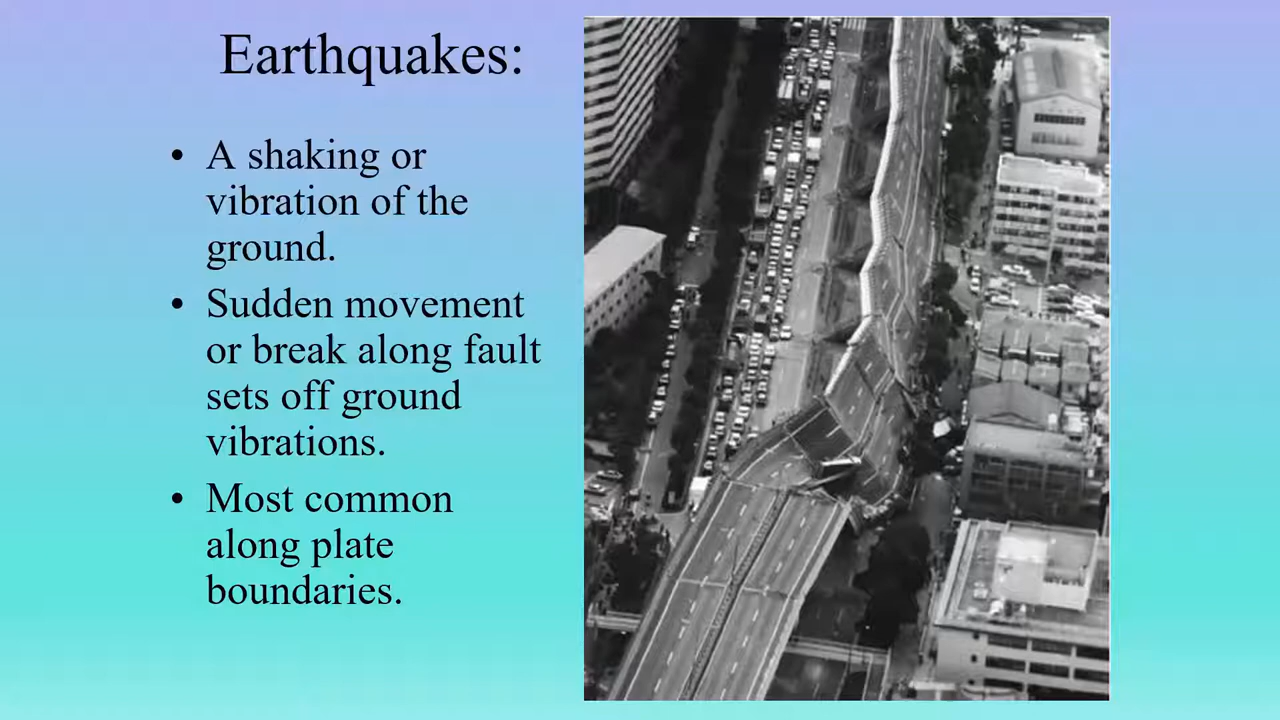 Earthquakes:
• A shaking or
vibration of the
ground.
• Sudden movement
or break along fault
sets off ground
vibrations.
• Most common
along plate
boundaries.